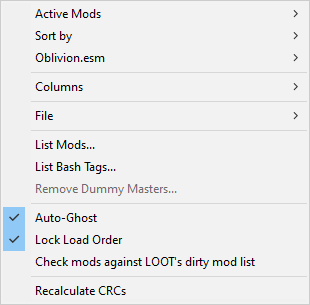 Active Mods
Sort by
Oblivion.esm
Columns
File
List Mods...
List Bash Tags...
Remove Dummy Masters...
Auto-Ghost
Lock Load Order
Check mods against LOOT's dirty mod list
Recalculate CRCs